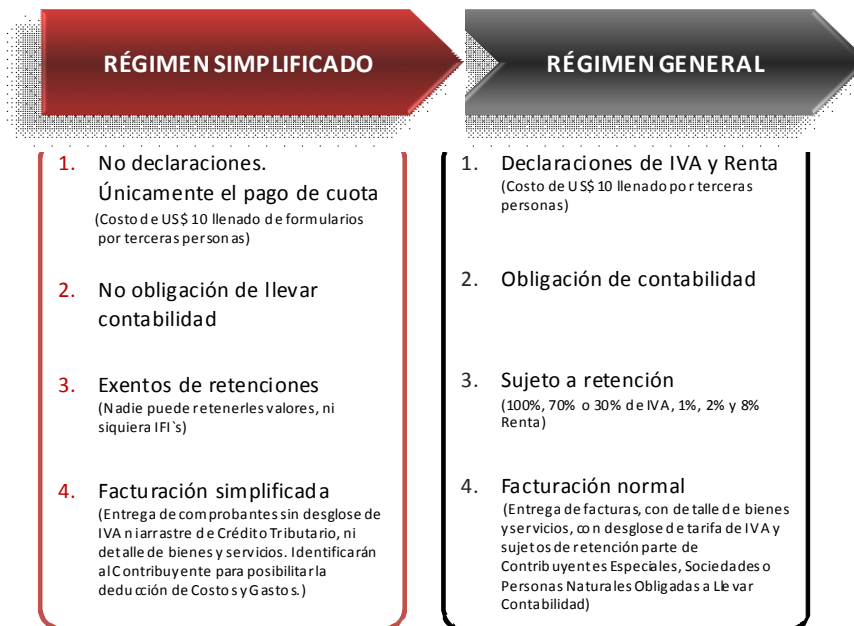 RÉGIMEN SIMPLIFICADO
1. No declaraciones.
Únicamente el pago de cuota
(Costo de US$ 10 llenado de formularios
por terceras personas)
2. No obligación de llevar
contabilidad
3. Exentos de retenciones
(Nadie puede retenerles valores, ni
siquiera IFI`s)
4. Facturación simplificada
(Entrega de comprobantes sin desglose de
IVA ni arrastre de Crédito Tributario, ni
detalle de bienes y servicios. Identificarán
al Contribuyente para posibilitar la
deducción de Costos y Gastos.)
RÉGIMEN GENERAL
1. Declaraciones de IVA y Renta
(Costo de US$ 10 llenado por terceras
personas)
2. Obligación de contabilidad
3. Sujeto a retención
(100%, 70% o 30% de IVA, 1%, 2% y 8%
Renta)
4. Facturación normal
(Entrega de facturas, con detalle de bienes
y servicios, con desglose de tarifa de IVA y
sujetos de retención parte de
Contribuyentes Especiales, Sociedades o
Personas Naturales Obligadas a Llevar
Contabilidad)